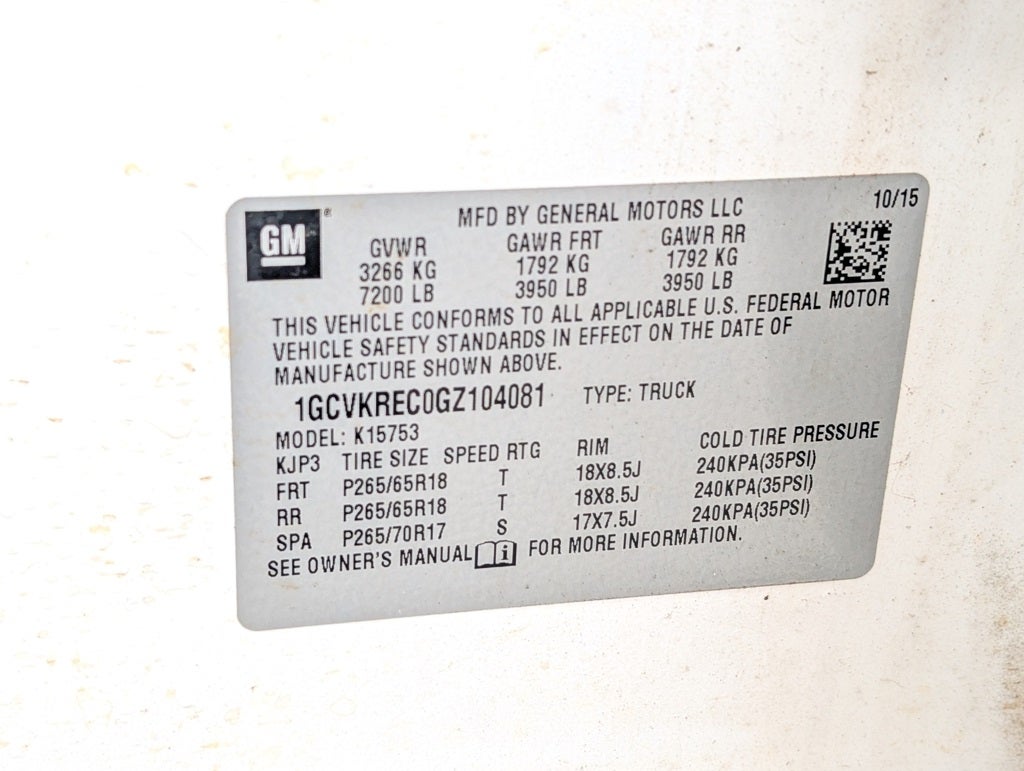 GM®
MFD BY GENERAL MOTORS LLC 10/15
GVWR GAWR FRT GAWR RR
3266 KG 1792 KG 1792 KG
7200 LB 3950 LB 3950 LB
THIS VEHICLE CONFORMS TO ALL APPLICABLE U.S. FEDERAL MOTOR
VEHICLE SAFETY STANDARDS IN EFFECT ON THE DATE OF
MANUFACTURE SHOWN ABOVE.
1GCVKREC0GZ104081 TYPE: TRUCK
MODEL: K15753
KJP3 TIRE SIZE SPEED RTG RIM COLD TIRE PRESSURE
FRT P265/65R18 T 18X8.5J 240KPA(35PSI)
RR P265/65R18 T 18X8.5J 240KPA(35PSI)
SPA P265/70R17 S 17X7.5J 240KPA(35PSI)
SEE OWNER'S MANUAL i FOR MORE INFORMATION.